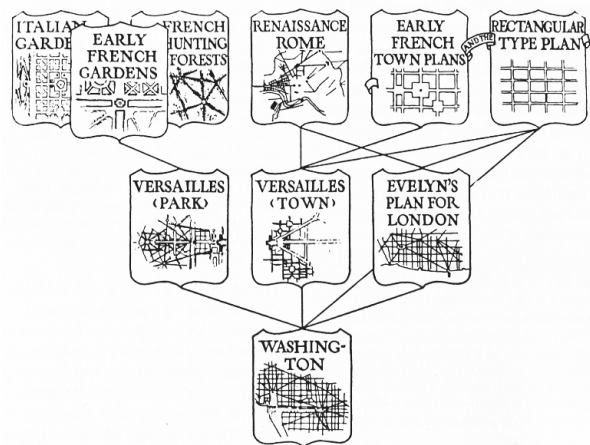 ITALIAN
GARDE
EARLY
FRENCH
GARDENS
FRENCH
HUNTING
FORESTS
RENAISSANCE
ROME
EARLY
FRENCH
TOWN PLANS
AND THE
RECTANGULAR
TYPE PLAN
VERSAILLES
(PARK)
VERSAILLES
(TOWN)
EVELYN'S
PLAN FOR
LONDON
WASHING-
TON